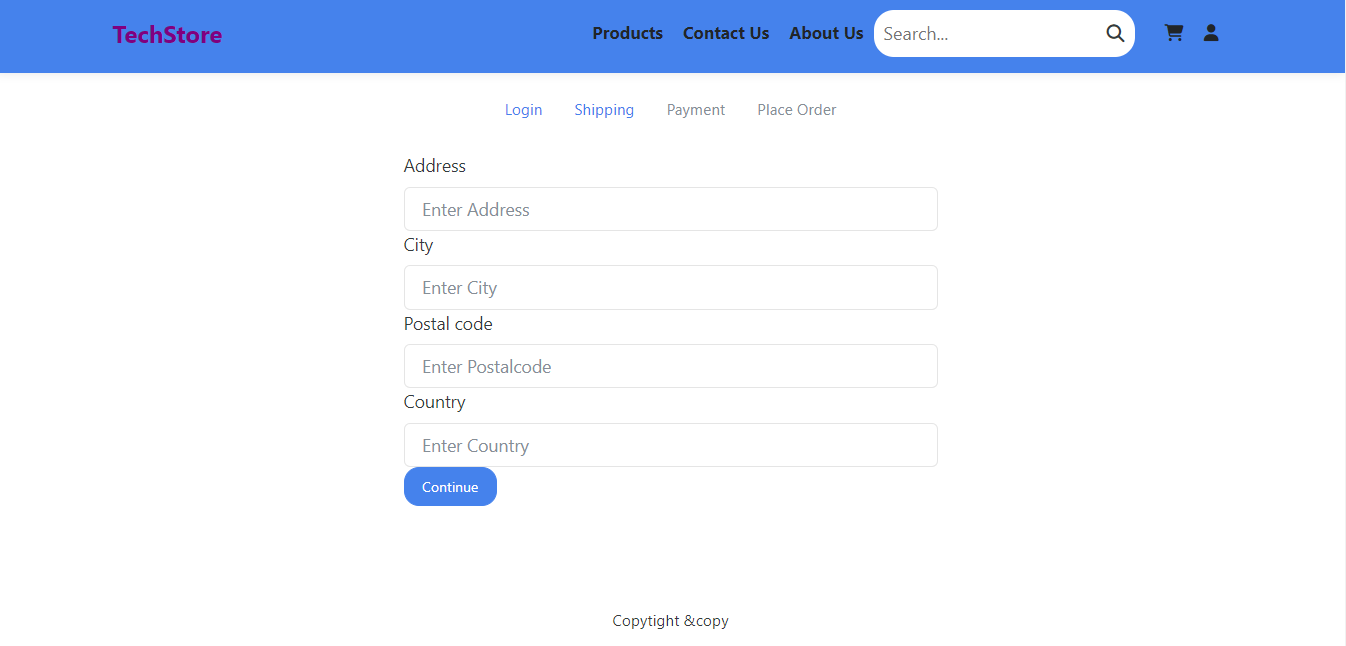 TechStore Products Contact Us About Us Search...
Login Shipping Payment Place Order
Address
Enter Address
City
Enter City
Postal code
Enter Postalcode
Country
Enter Country
Continue
Copytight &copy